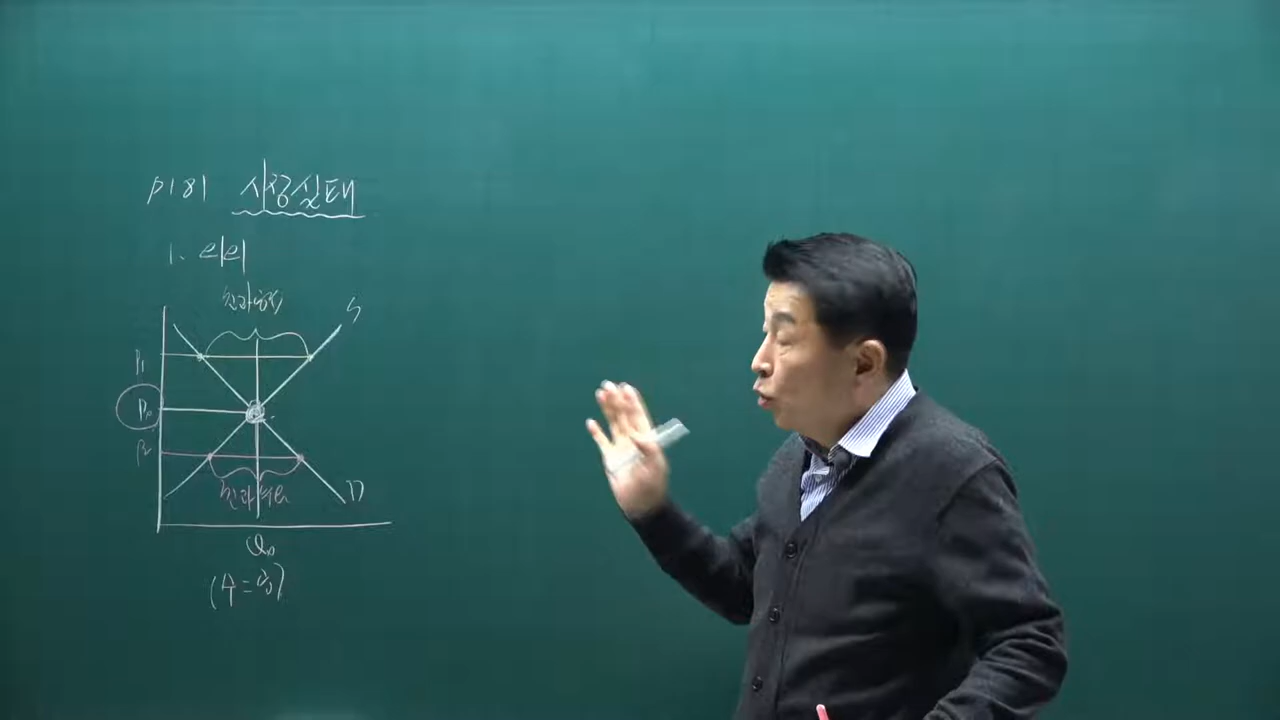 P181 시장실패
1. 의의
초과공급
S
P₁
P₀
P₂
초과수요
D
Q₀
(수=공)